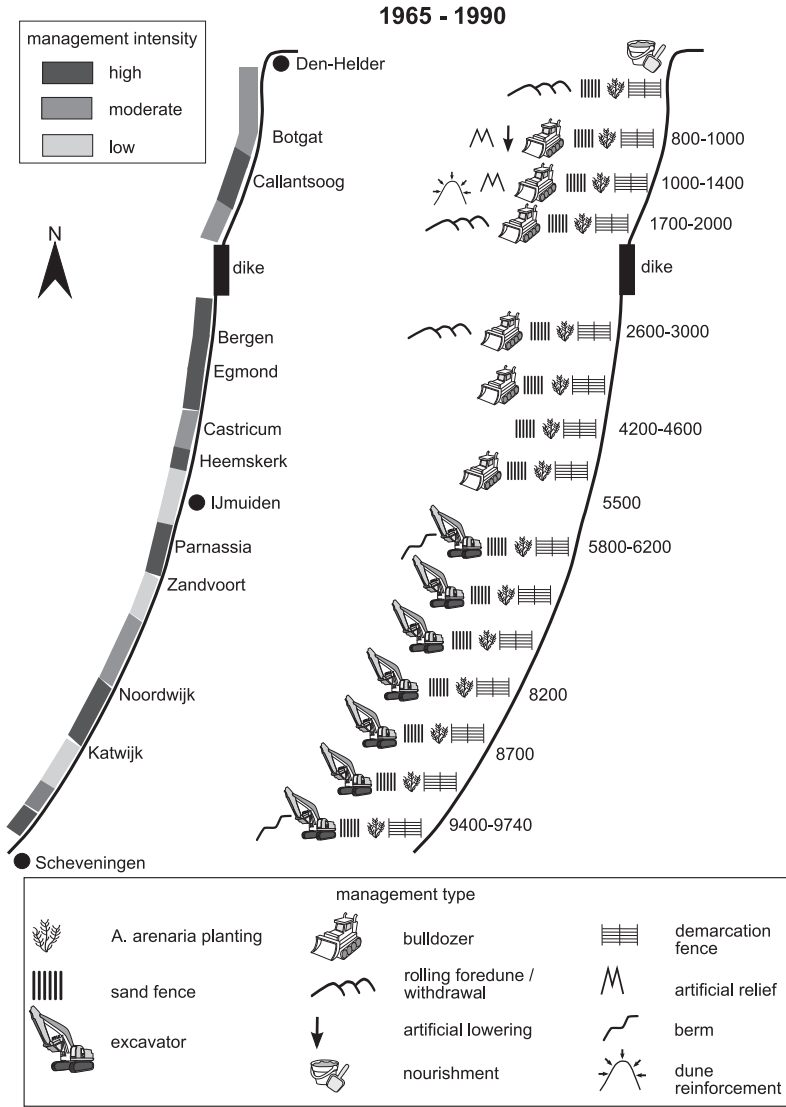 1965 - 1990
management intensity
high
moderate
low
N
Den-Helder
Botgat
Callantsoog
dike
Bergen
Egmond
Castricum
Heemskerk
IJmuiden
Parnassia
Zandvoort
Noordwijk
Katwijk
Scheveningen
800-1000
1000-1400
1700-2000
dike
2600-3000
4200-4600
5500
5800-6200
8200
8700
9400-9740
management type
A. arenaria planting
sand fence
excavator
bulldozer
rolling foredune /
withdrawal
artificial lowering
nourishment
demarcation
fence
artificial relief
berm
dune
reinforcement